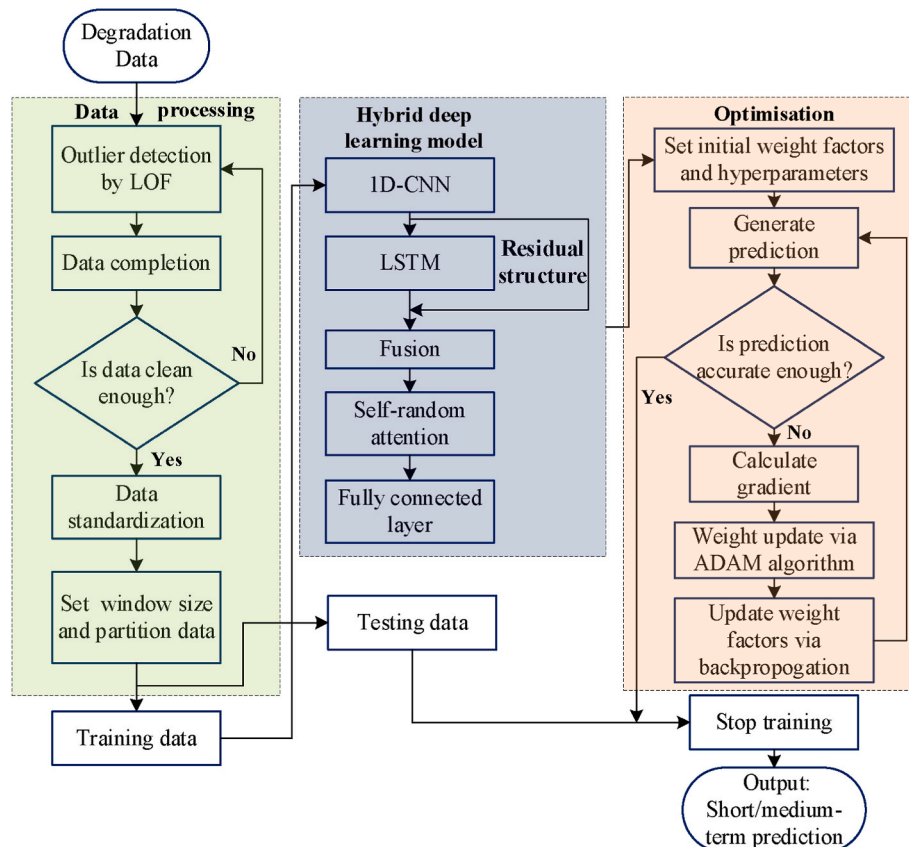 Degradation
Data
Data processing
Outlier detection
by LOF
Data completion
Is data clean
enough?
No
Yes
Data
standardization
Set window size
and partition data
Training data
Hybrid deep
learning model
1D-CNN
LSTM
Residual
structure
Fusion
Self-random
attention
Fully connected
layer
Testing data
Optimisation
Set initial weight factors
and hyperparameters
Generate
prediction
Is prediction
accurate enough?
Yes
No
Calculate
gradient
Weight update via
ADAM algorithm
Update weight
factors via
backpropogation
Stop training
Output:
Short/medium-
term prediction